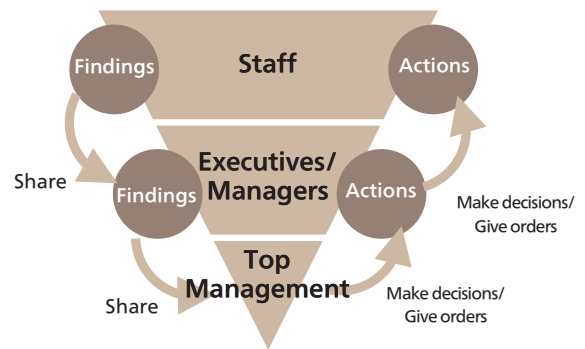 Findings
Staff
Actions
Share
Findings
Executives/
Managers
Actions
Make decisions/
Give orders
Share
Top
Management
Make decisions/
Give orders